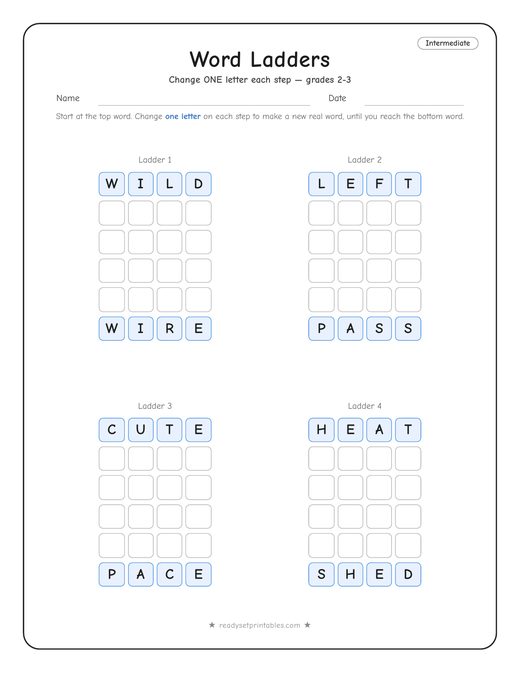 Intermediate
Word Ladders
Change ONE letter each step — grades 2-3
Name Date
Start at the top word. Change one letter on each step to make a new real word, until you reach the bottom word.
Ladder 1 Ladder 2
W I L D L E F T
W I R E P A S S
Ladder 3 Ladder 4
C U T E H E A T
P A C E S H E D
★ readysetprintables.com ★